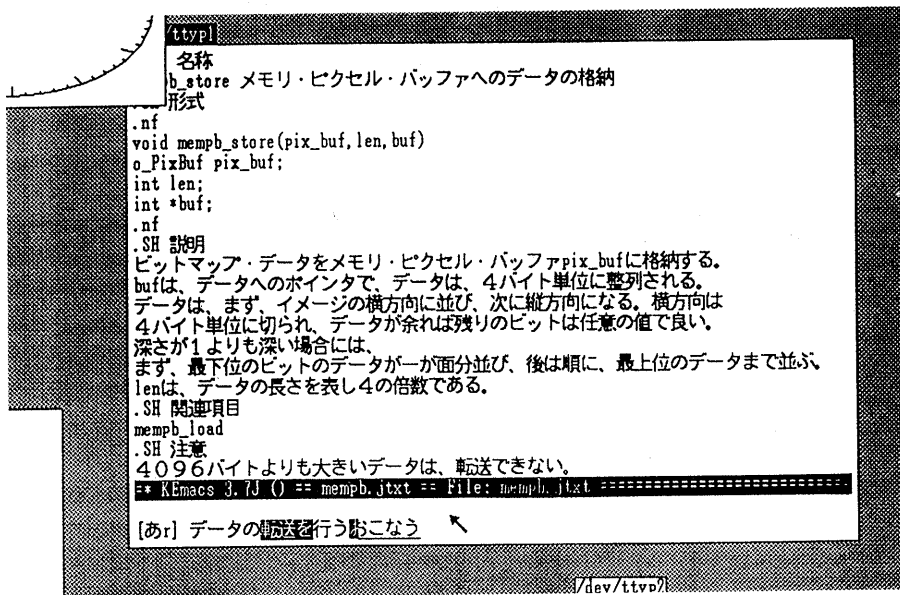 /ttyp1
名称
b_store メモリ・ピクセル・バッファへのデータの格納
形式
.nf
void mempb_store(pix_buf,len,buf)
o_PixBuf pix_buf;
int len;
int *buf;
.nf
.SH 説明
ビットマップ・データをメモリ・ピクセル・バッファpix_bufに格納する。
bufは、データへのポインタで、データは、4バイト単位に整列される。
データは、まず、イメージの横方向に並び、次に縦方向になる。横方向は
4バイト単位に切られ、データが余れば残りのビットは任意の値で良い。
深さが1よりも深い場合には、
まず、最下位のビットのデータが一が面分並び、後は順に、最上位のデータまで並ぶ。
lenは、データの長さを表し4の倍数である。
.SH 関連項目
mempb_load
.SH 注意
4096バイトよりも大きいデータは、転送できない。
=* KEmacs 3.7J () == mempb.jtxt == File: mempb.jtxt ===========================
[あr] データの転送を行うおこなう
/dev/ttyp2